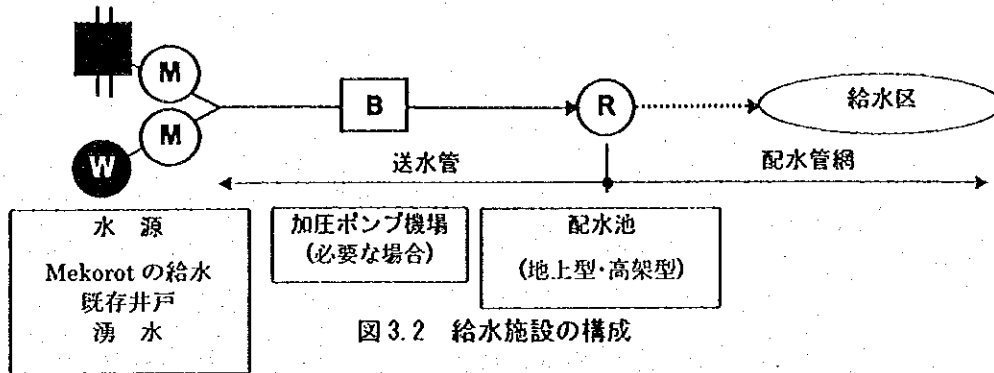 M
M
W
B
R
給水区
送水管
配水管網
水 源
Mekorot の給水
既存井戸
湧 水
加圧ポンプ機場
(必要な場合)
配水池
(地上型・高架型)
図3.2 給水施設の構成